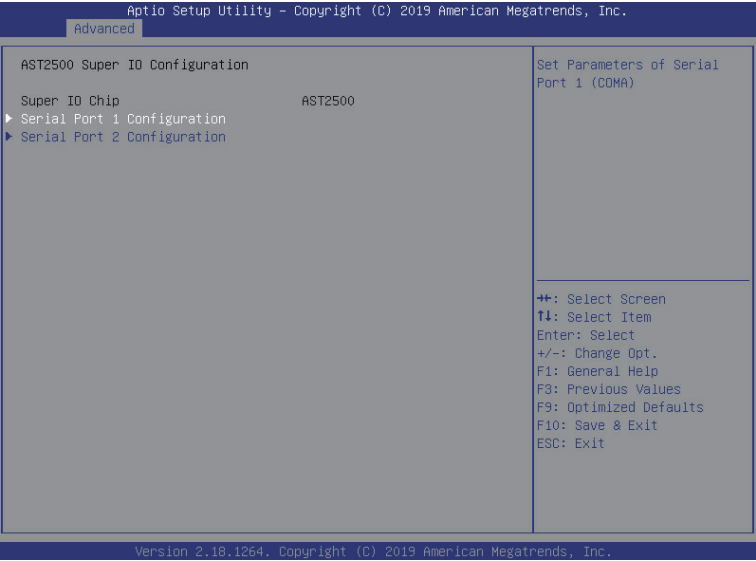 Aptio Setup Utility – Copyright (C) 2019 American Megatrends, Inc.
Advanced
AST2500 Super IO Configuration
Super IO Chip AST2500
Serial Port 1 Configuration
Serial Port 2 Configuration
Set Parameters of Serial
Port 1 (COMA)
→←: Select Screen
↑↓: Select Item
Enter: Select
+/-: Change Opt.
F1: General Help
F3: Previous Values
F9: Optimized Defaults
F10: Save & Exit
ESC: Exit
Version 2.18.1264. Copyright (C) 2019 American Megatrends, Inc.